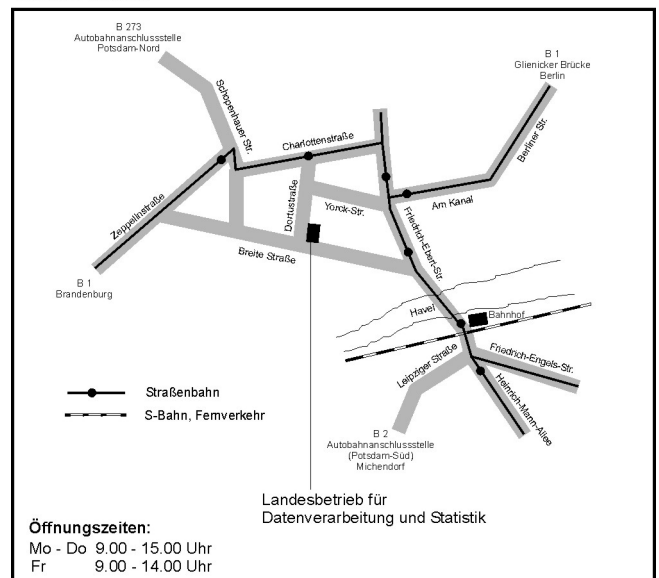 B 273
Autobahnanschlussstelle
Potsdam-Nord
B 1
Glienicker Brücke
Berlin
Schopenhauer Str.
Charlottenstraße
Berliner Str.
Zeppelinstraße
Dortustraße
Yorck-Str.
Am Kanal
Friedrich-Ebert-Str.
Breite Straße
B 1
Brandenburg
Havel
Bahnhof
Leipziger Straße
Friedrich-Engels-Str.
Heinrich-Mann-Allee
Straßenbahn
S-Bahn, Fernverkehr
B 2
Autobahnanschlussstelle
(Potsdam-Süd)
Michendorf
Landesbetrieb für
Datenverarbeitung und Statistik
Öffnungszeiten:
Mo - Do 9.00 - 15.00 Uhr
Fr 9.00 - 14.00 Uhr